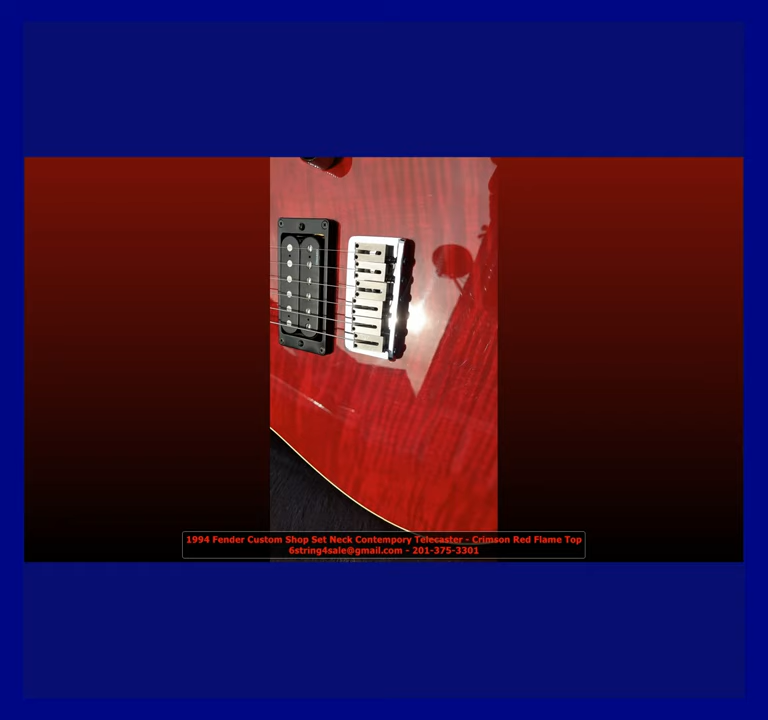 1994 Fender Custom Shop Set Neck Contempory Telecaster - Crimson Red Flame Top
6string4sale@gmail.com - 201-375-3301